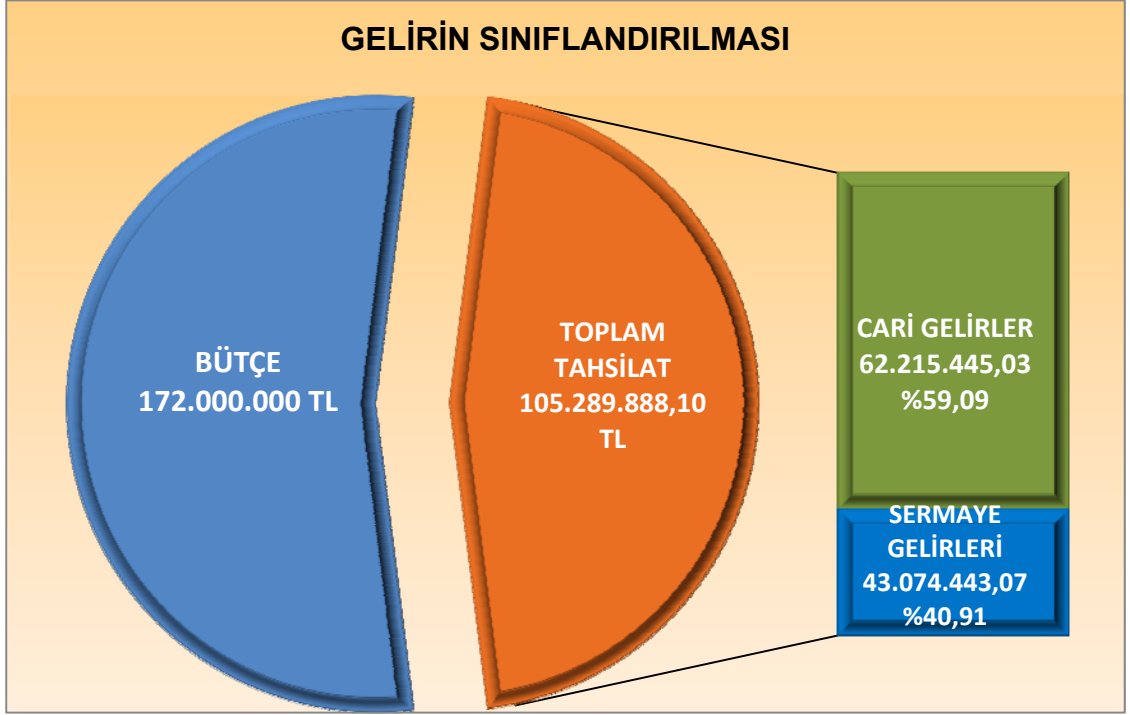 GELİRİN SINIFLANDIRILMASI
BÜTÇE
172.000.000 TL
TOPLAM
TAHSİLAT
105.289.888,10
TL
CARİ GELİRLER
62.215.445,03
%59,09
SERMAYE
GELİRLERİ
43.074.443,07
%40,91